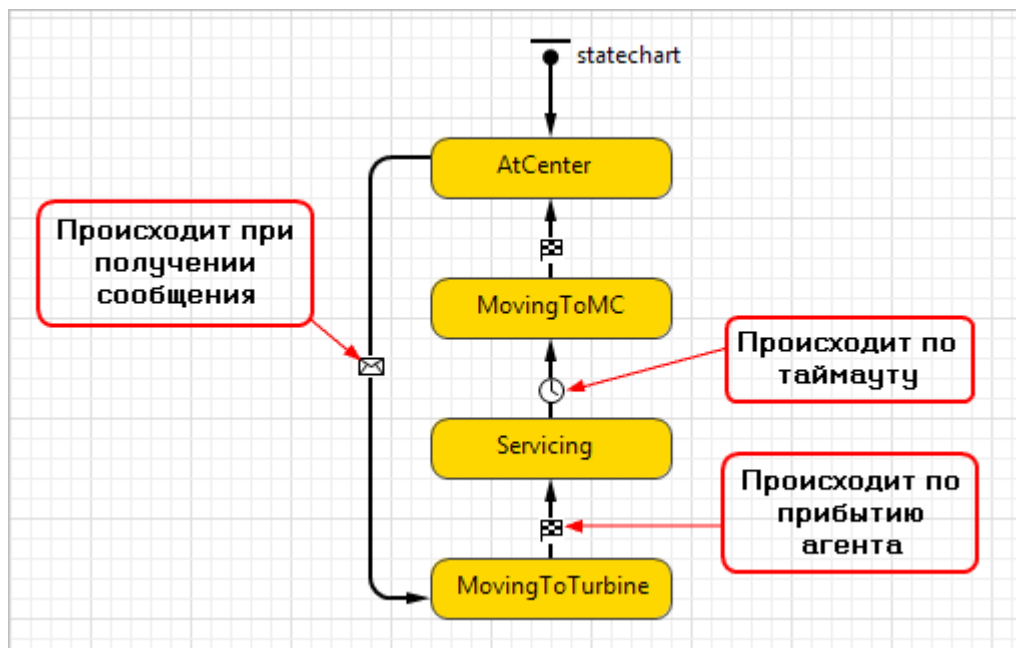 statechart
AtCenter
Происходит при
получении
сообщения
MovingToMC
Происходит по
таймауту
Servicing
Происходит по
прибытию
агента
MovingToTurbine